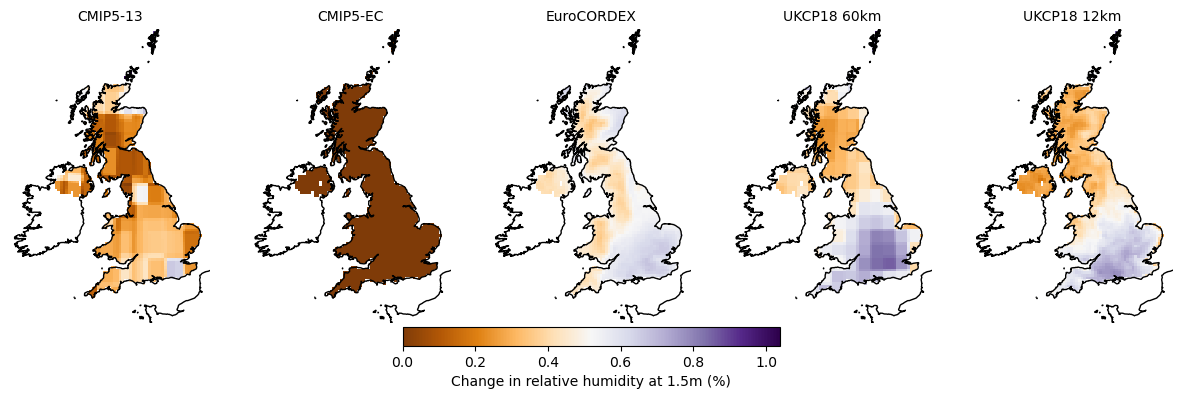 CMIP5-13 CMIP5-EC EuroCORDEX UKCP18 60km UKCP18 12km
0.0 0.2 0.4 0.6 0.8 1.0
Change in relative humidity at 1.5m (%)